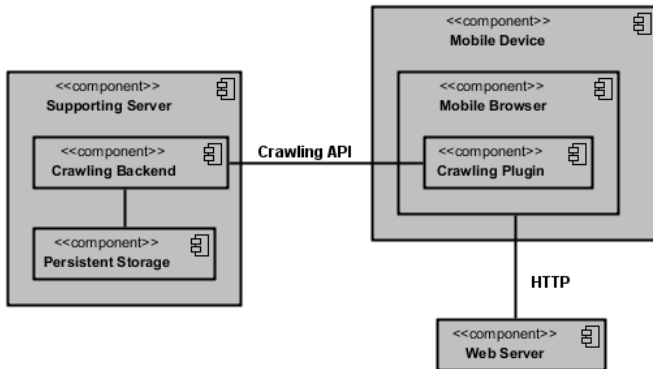 <<component>>
Mobile Device
<<component>>
Supporting Server
<<component>>
Mobile Browser
<<component>>
Crawling Backend
Crawling API
<<component>>
Crawling Plugin
<<component>>
Persistent Storage
HTTP
<<component>>
Web Server